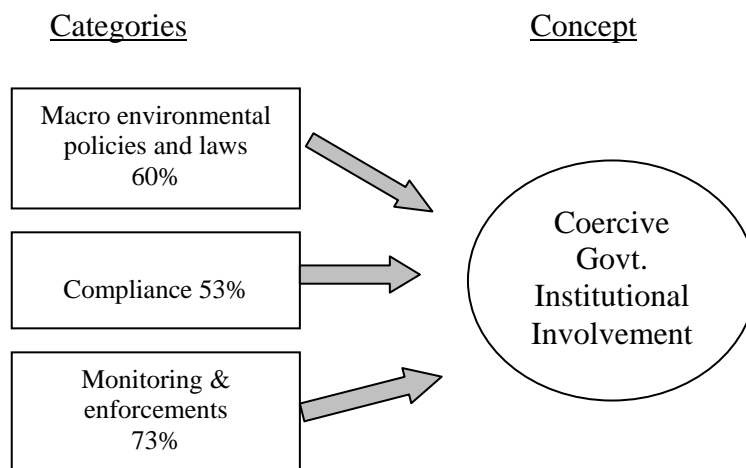 Categories
Concept
Macro environmental
policies and laws
60%
Compliance 53%
Monitoring &
enforcements
73%
Coercive
Govt.
Institutional
Involvement